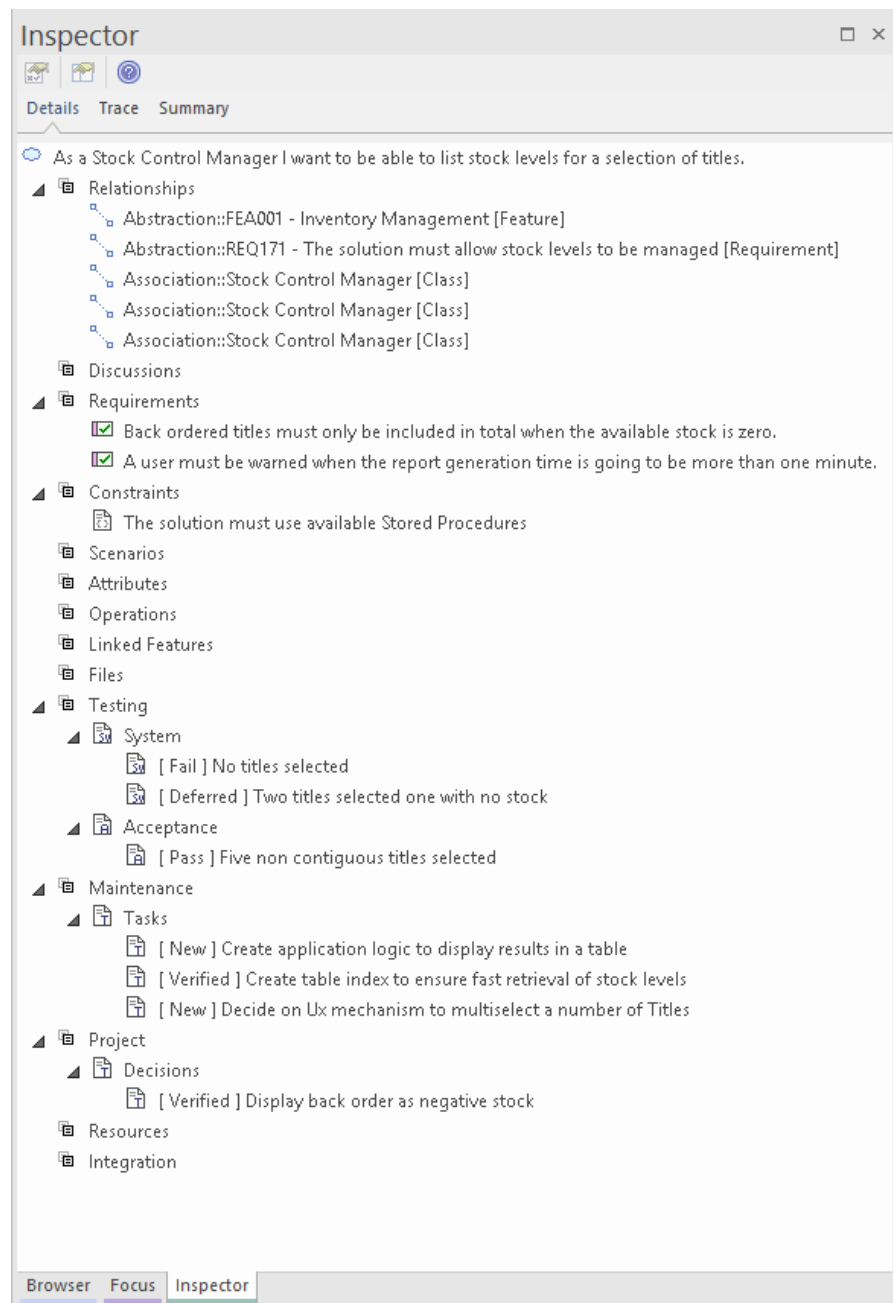 Inspector
Details Trace Summary
As a Stock Control Manager I want to be able to list stock levels for a selection of titles.
Relationships
Abstraction::FEA001 - Inventory Management [Feature]
Abstraction::REQ171 - The solution must allow stock levels to be managed [Requirement]
Association::Stock Control Manager [Class]
Association::Stock Control Manager [Class]
Association::Stock Control Manager [Class]
Discussions
Requirements
Back ordered titles must only be included in total when the available stock is zero.
A user must be warned when the report generation time is going to be more than one minute.
Constraints
The solution must use available Stored Procedures
Scenarios
Attributes
Operations
Linked Features
Files
Testing
System
[ Fail ] No titles selected
[ Deferred ] Two titles selected one with no stock
Acceptance
[ Pass ] Five non contiguous titles selected
Maintenance
Tasks
[ New ] Create application logic to display results in a table
[ Verified ] Create table index to ensure fast retrieval of stock levels
[ New ] Decide on Ux mechanism to multiselect a number of Titles
Project
Decisions
[ Verified ] Display back order as negative stock
Resources
Integration
Browser Focus Inspector